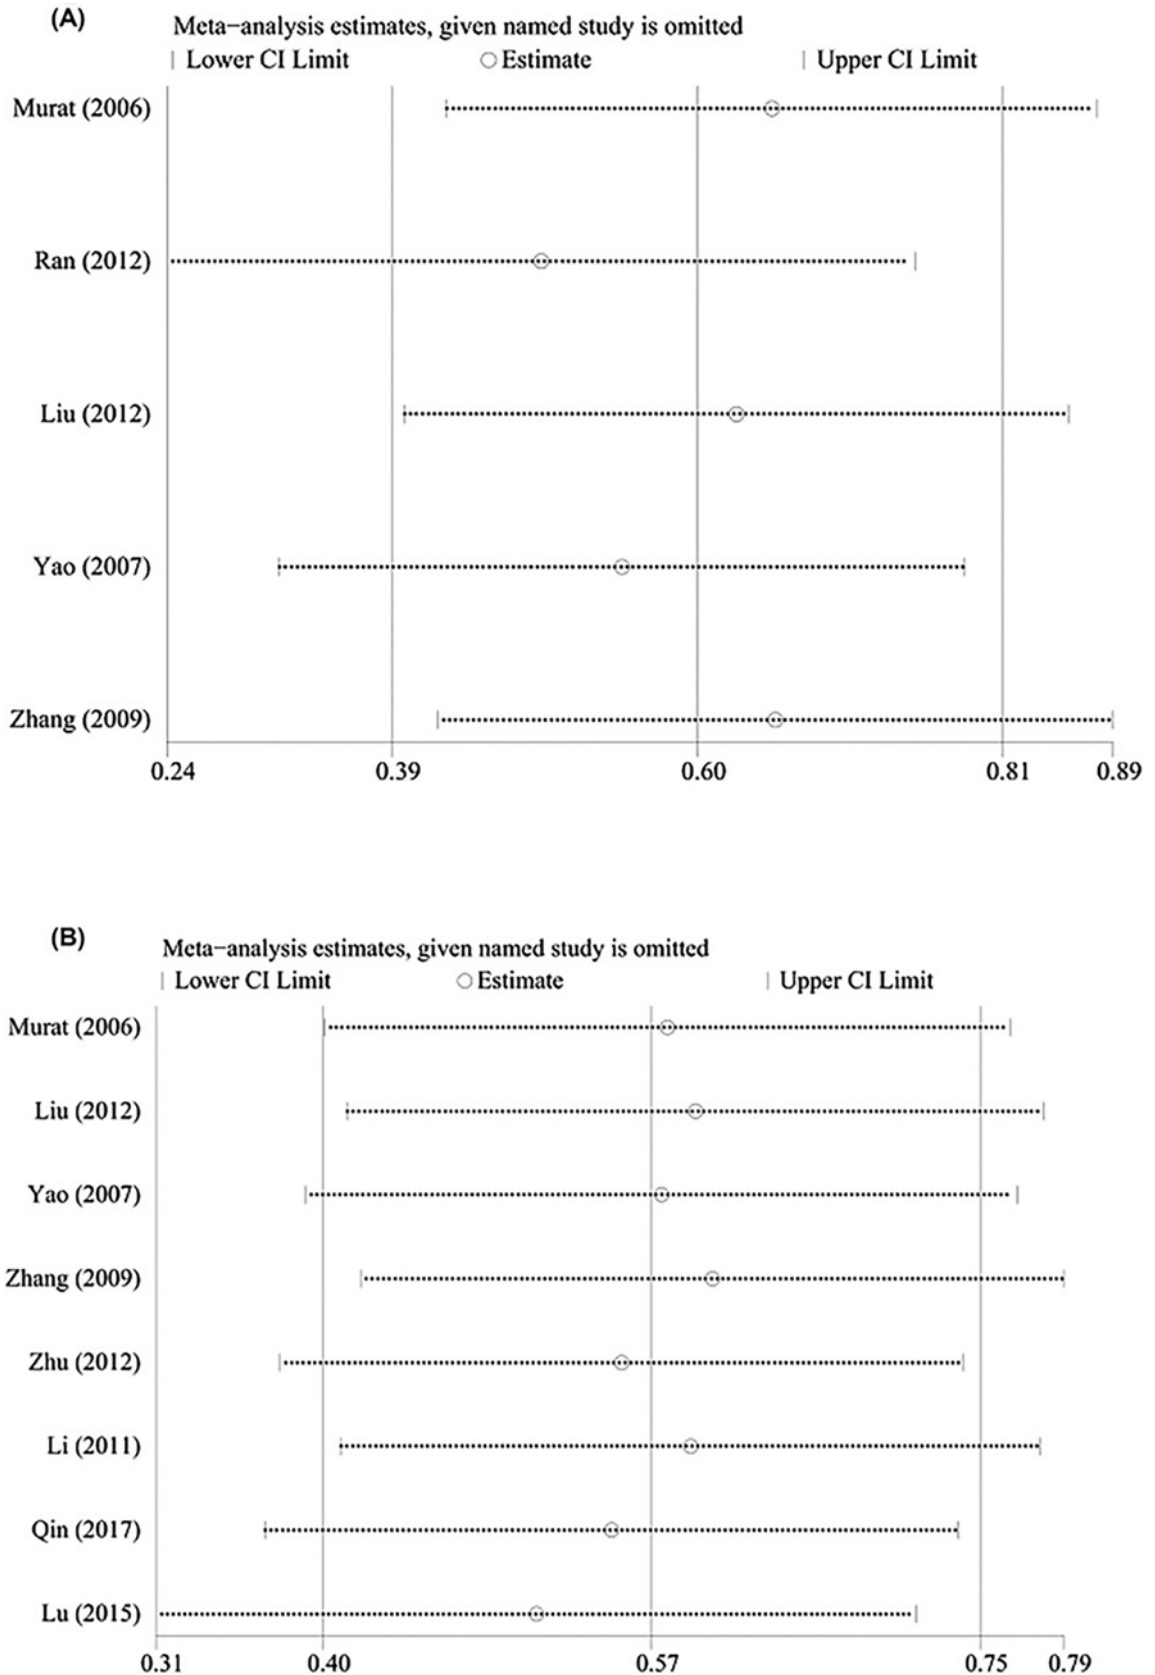 (A)
Meta−analysis estimates, given named study is omitted
| Lower CI Limit ○ Estimate | Upper CI Limit
Murat (2006)
Ran (2012)
Liu (2012)
Yao (2007)
Zhang (2009)
0.24 0.39 0.60 0.81 0.89
(B)
Meta−analysis estimates, given named study is omitted
| Lower CI Limit ○ Estimate | Upper CI Limit
Murat (2006)
Liu (2012)
Yao (2007)
Zhang (2009)
Zhu (2012)
Li (2011)
Qin (2017)
Lu (2015)
0.31 0.40 0.57 0.75 0.79